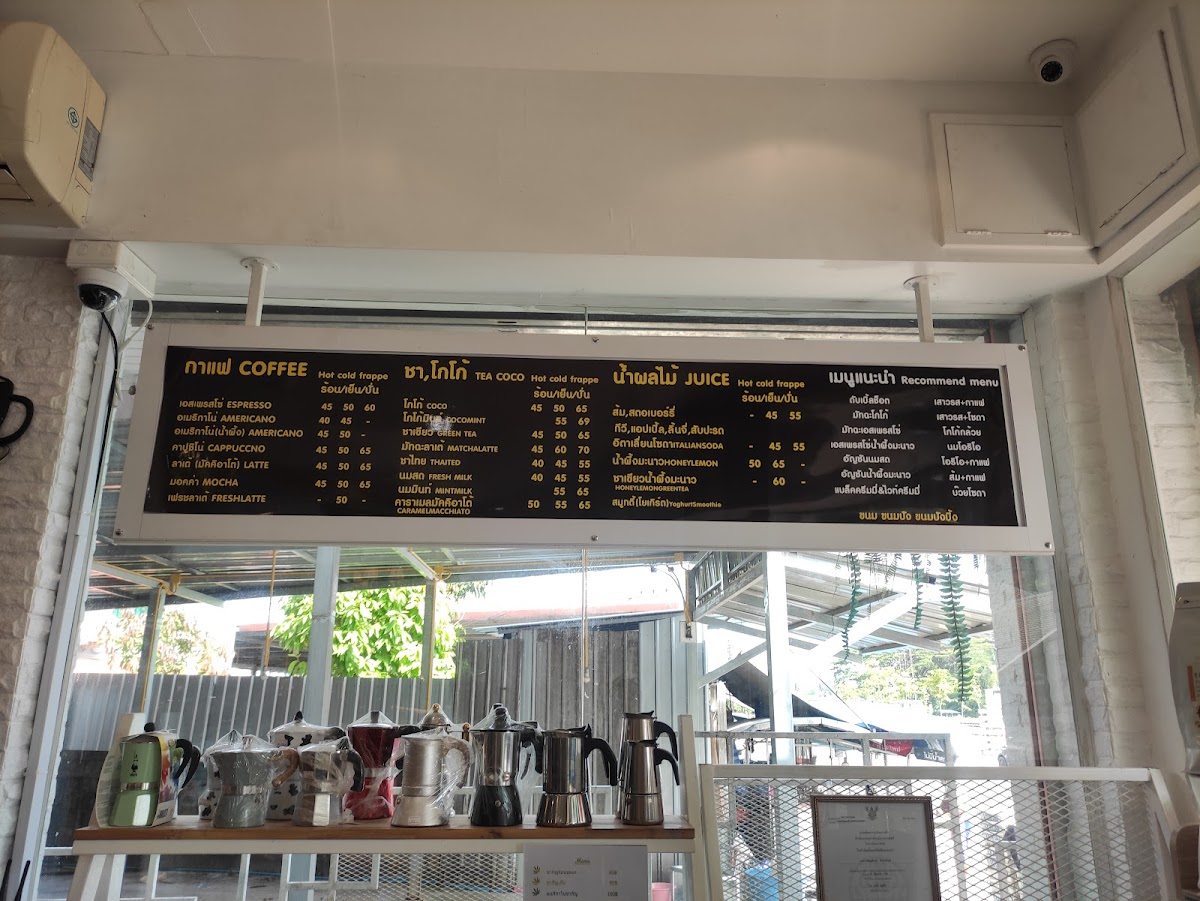 กาแฟ COFFEE Hot cold frappe
ร้อน/เย็น/ปั่น
เอสเพรสโซ่ ESPRESSO 45 50 60
อเมริกาโน่ AMERICANO 40 45 -
อเมริกาโน่(น้ำผึ้ง) AMERICANO 45 50 -
คาปูชิโน่ CAPPUCCNO 45 50 65
ลาเต้ (มัคคิอาโต้) LATTE 45 50 65
มอคค่า MOCHA 45 50 65
เฟรชลาเต้ FRESHLATTE - 50 -
ชา,โกโก้ TEA COCO Hot cold frappe
ร้อน/เย็น/ปั่น
โกโก้ COCO 45 50 65
โกโก้มิ้นต์ COCOMINT 55 69
ชาเขียว GREEN TEA 45 50 65
มัทฉะลาเต้ MATCHALATTE 45 60 70
ชาไทย THAITED 40 45 55
นมสด FRESH MILK 40 45 55
นมมินท์ MINTMILK 55 65
คาราเมลมัคคิอาโต้ 50 55 65
CARAMELMACCHIATO
น้ำผลไม้ JUICE Hot cold frappe
ร้อน/เย็น/ปั่น
ส้ม,สตอเบอร์รี่ - 45 55
กีวี,แอปเปิ้ล,ลิ้นจี่,สับปะรด
อิตาเลี่ยนโซดาITALIANSODA - 45 55
น้ำผึ้งมะนาวHONEYLEMON 50 65 -
ชาเขียวน้ำผึ้งมะนาว - 60 -
HONEYLEMONGREENTEA
สมูทตี้(โยเกิร์ต)YoghurtSmoothie
เมนูแนะนำ Recommend menu
ดับเบิ้ลช็อต เสาวรส+กาแฟ
มัทฉะโกโก้ เสาวรส+โซดา
มัทฉะเอสเพรสโซ่ โกโก้กล้วย
เอสเพรสโซ่น้ำผึ้งมะนาว นมโอริโอ้
อัญชันนมสด โอริโอ้+กาแฟ
อัญชันน้ำผึ้งมะนาว ส้ม+กาแฟ
แบล็คครีมมี่&ไวท์ครีมมี่ บ๊วยโซดา
ขนม ขนมปัง ขนมปังปิ้ง